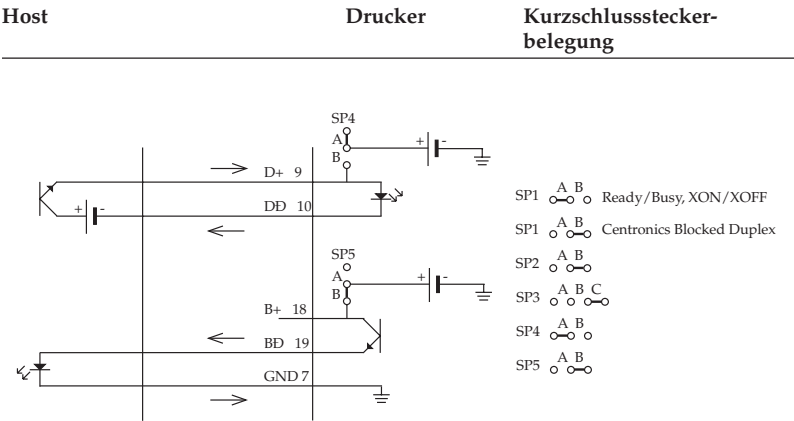 Host Drucker Kurzschlussstecker-
belegung
SP4
A
+ -
B
D+ 9
+ -
DĐ 10
SP5
A
+ -
B
B+ 18
BĐ 19
GND 7
A B
SP1 Ready/Busy, XON/XOFF
A B
SP1 Centronics Blocked Duplex
A B
SP2
A B C
SP3
A B
SP4
A B
SP5